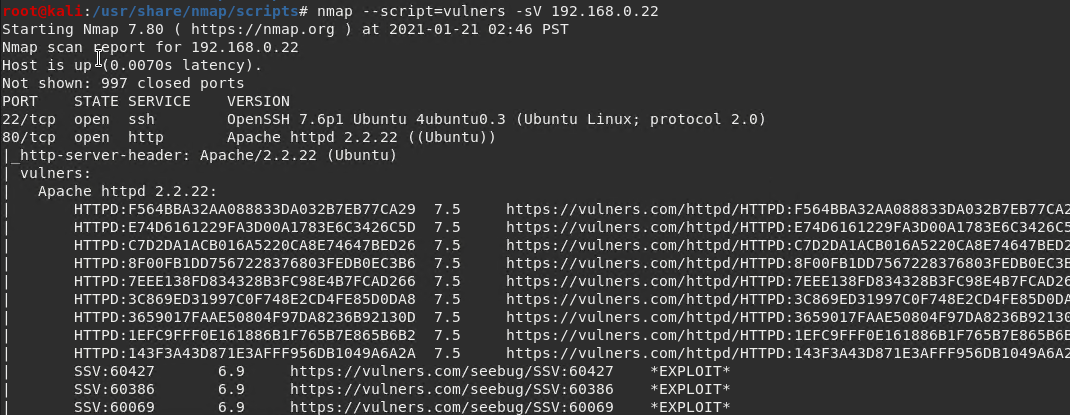 root@kali:/usr/share/nmap/scripts# nmap --script=vulners -sV 192.168.0.22
Starting Nmap 7.80 ( https://nmap.org ) at 2021-01-21 02:46 PST
Nmap scan report for 192.168.0.22
Host is up (0.0070s latency).
Not shown: 997 closed ports
PORT   STATE SERVICE   VERSION
22/tcp open  ssh       OpenSSH 7.6p1 Ubuntu 4ubuntu0.3 (Ubuntu Linux; protocol 2.0)
80/tcp open  http      Apache httpd 2.2.22 ((Ubuntu))
|_http-server-header: Apache/2.2.22 (Ubuntu)
| vulners:
|   Apache httpd 2.2.22:
|       HTTPD:F564BBA32AA088833DA032B7EB77CA29  7.5     https://vulners.com/httpd/HTTPD:F564BBA32AA088833DA032B7EB77CA2
|       HTTPD:E74D6161229FA3D00A1783E6C3426C5D  7.5     https://vulners.com/httpd/HTTPD:E74D6161229FA3D00A1783E6C3426C5
|       HTTPD:C7D2DA1ACB016A5220CA8E74647BED26  7.5     https://vulners.com/httpd/HTTPD:C7D2DA1ACB016A5220CA8E74647BED2
|       HTTPD:8F00FB1DD7567228376803FEDB0EC3B6  7.5     https://vulners.com/httpd/HTTPD:8F00FB1DD7567228376803FEDB0EC3B
|       HTTPD:7EEE138FD834328B3FC98E4B7FCAD266  7.5     https://vulners.com/httpd/HTTPD:7EEE138FD834328B3FC98E4B7FCAD26
|       HTTPD:3C869ED31997C0F748E2CD4FE85D0DA8  7.5     https://vulners.com/httpd/HTTPD:3C869ED31997C0F748E2CD4FE85D0DA
|       HTTPD:3659017FAAE50804F97DA8236B92130D  7.5     https://vulners.com/httpd/HTTPD:3659017FAAE50804F97DA8236B92130
|       HTTPD:1EFC9FFF0E161886B1F765B7E865B6B2  7.5     https://vulners.com/httpd/HTTPD:1EFC9FFF0E161886B1F765B7E865B6B
|       HTTPD:143F3A43D871E3AFFF956DB1049A6A2A  7.5     https://vulners.com/httpd/HTTPD:143F3A43D871E3AFFF956DB1049A6A2
|       SSV:60427       6.9     https://vulners.com/seebug/SSV:60427    *EXPLOIT*
|       SSV:60386       6.9     https://vulners.com/seebug/SSV:60386    *EXPLOIT*
|       SSV:60069       6.9     https://vulners.com/seebug/SSV:60069    *EXPLOIT*